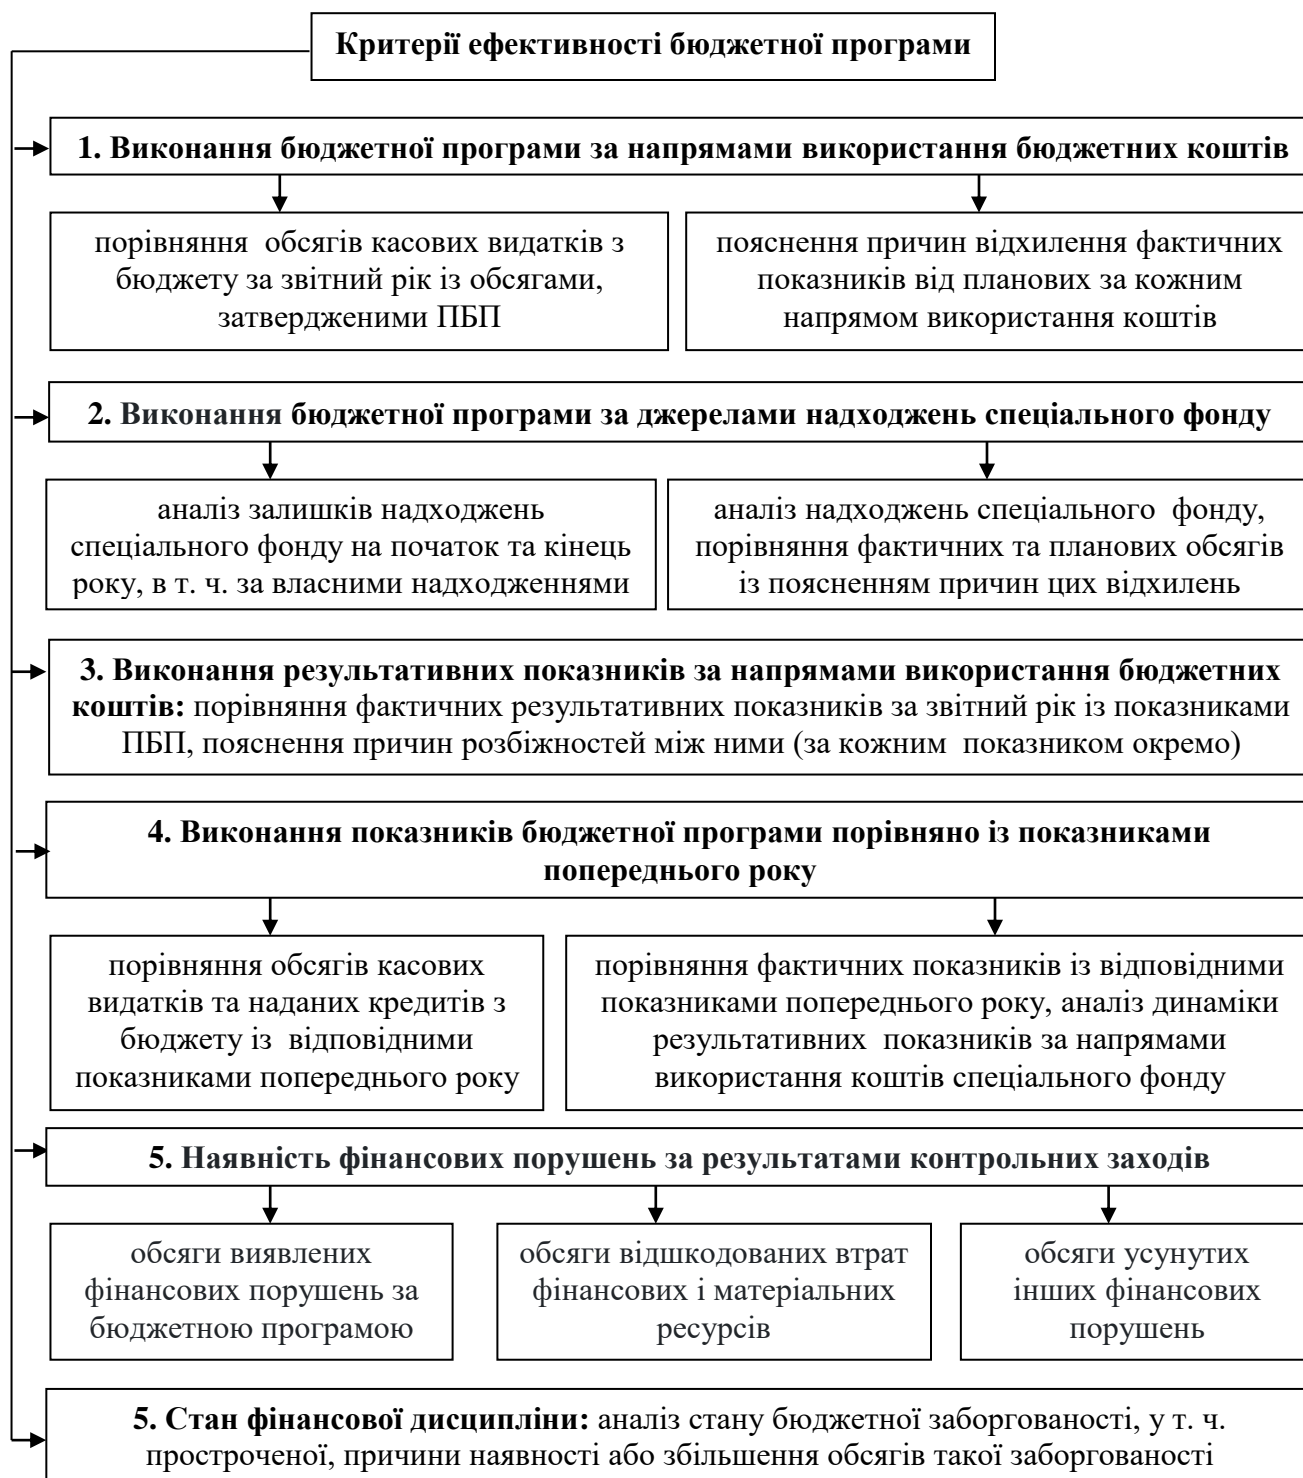 Критерії ефективності бюджетної програми
1. Виконання бюджетної програми за напрямами використання бюджетних коштів
порівняння обсягів касових видатків з
бюджету за звітний рік із обсягами,
затвердженими ПБП
пояснення причин відхилення фактичних
показників від планових за кожним
напрямом використання коштів
2. Виконання бюджетної програми за джерелами надходжень спеціального фонду
аналіз залишків надходжень
спеціального фонду на початок та кінець
року, в т. ч. за власними надходженнями
аналіз надходжень спеціального фонду,
порівняння фактичних та планових обсягів
із поясненням причин цих відхилень
3. Виконання результативних показників за напрямами використання бюджетних
коштів: порівняння фактичних результативних показників за звітний рік із показниками
ПБП, пояснення причин розбіжностей між ними (за кожним показником окремо)
4. Виконання показників бюджетної програми порівняно із показниками
попереднього року
порівняння обсягів касових
видатків та наданих кредитів з
бюджету із відповідними
показниками попереднього року
порівняння фактичних показників із відповідними
показниками попереднього року, аналіз динаміки
результативних показників за напрямами
використання коштів спеціального фонду
5. Наявність фінансових порушень за результатами контрольних заходів
обсяги виявлених
фінансових порушень за
бюджетною програмою
обсяги відшкодованих втрат
фінансових і матеріальних
ресурсів
обсяги усунутих
інших фінансових
порушень
5. Стан фінансової дисципліни: аналіз стану бюджетної заборгованості, у т. ч.
простроченої, причини наявності або збільшення обсягів такої заборгованості